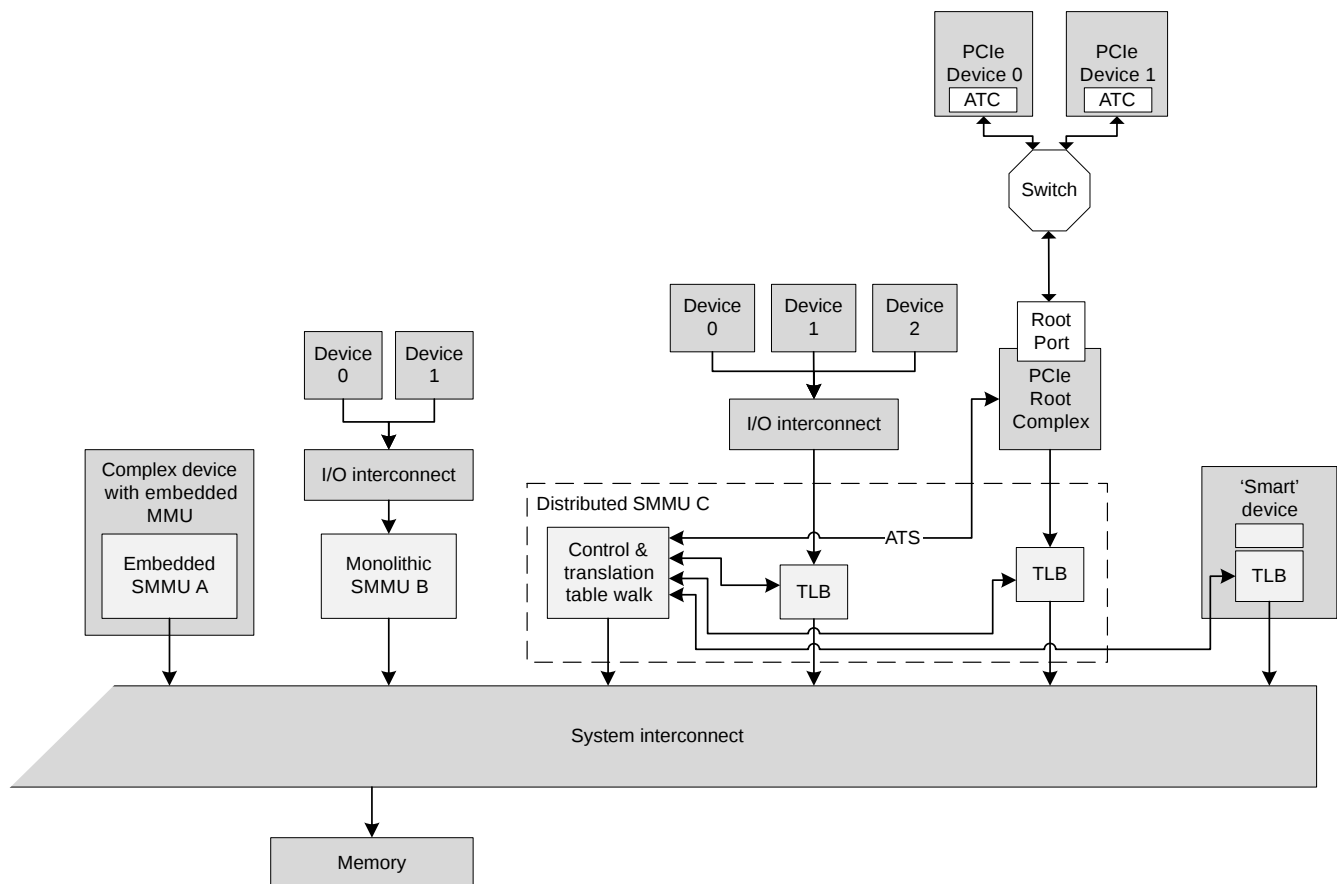 PCIe
Device 0
ATC
PCIe
Device 1
ATC
Switch
Root
Port
PCIe
Root
Complex
Device
0
Device
1
Device
2
I/O interconnect
Device
0
Device
1
I/O interconnect
Complex device
with embedded
MMU
Embedded
SMMU A
Monolithic
SMMU B
Distributed SMMU C
Control &
translation
table walk
ATS
TLB
TLB
‘Smart’
device
TLB
System interconnect
Memory